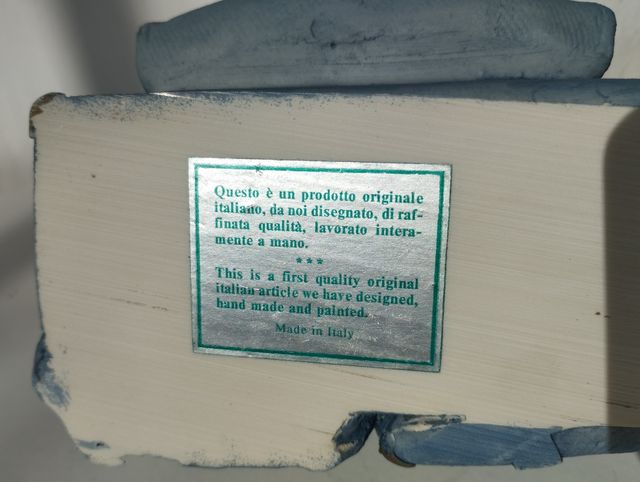 Questo è un prodotto originale
italiano, da noi disegnato, di raf-
finata qualità, lavorato intera-
mente a mano.
***
This is a first quality original
italian article we have designed,
hand made and painted.
Made in Italy